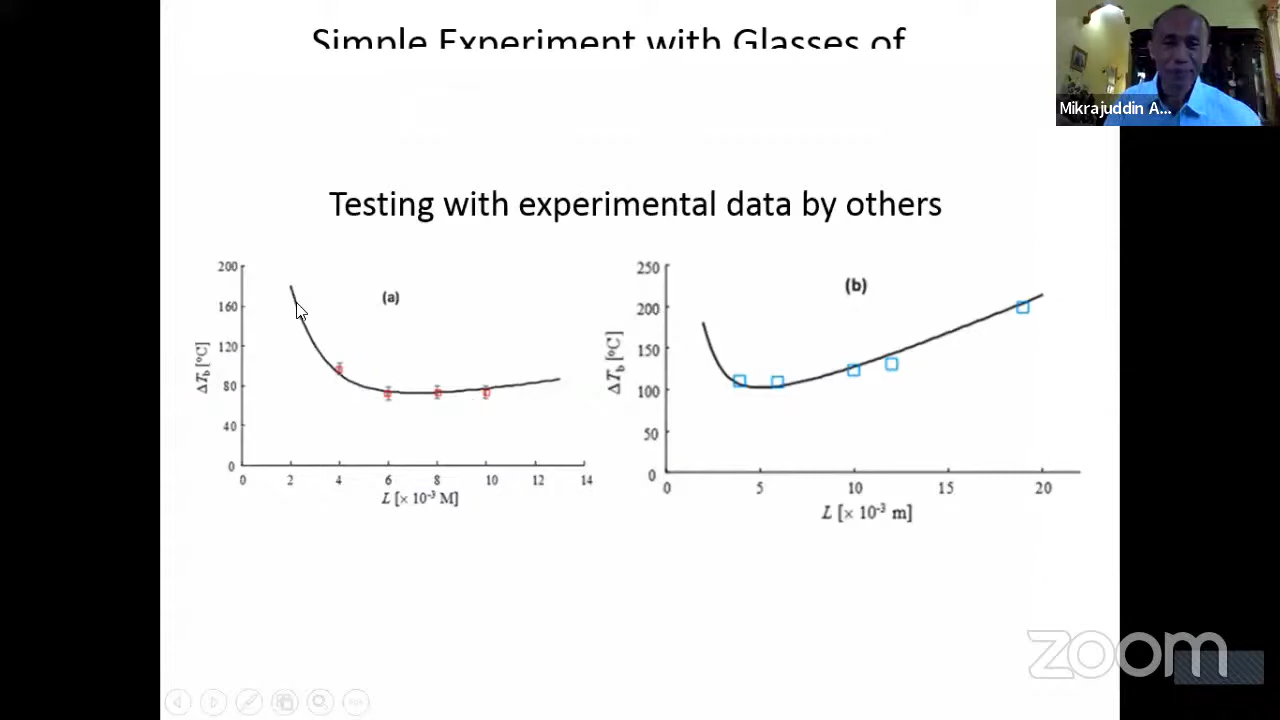 Simple Experiment with Glasses of
Mikrajuddin A...
Testing with experimental data by others
200
160
120
80
40
0
ΔTb [°C]
(a)
0 2 4 6 8 10 12 14
L [× 10-3 M]
250
200
150
100
50
0
ΔTb [°C]
(b)
0 5 10 15 20
L [× 10-3 m]
zoom